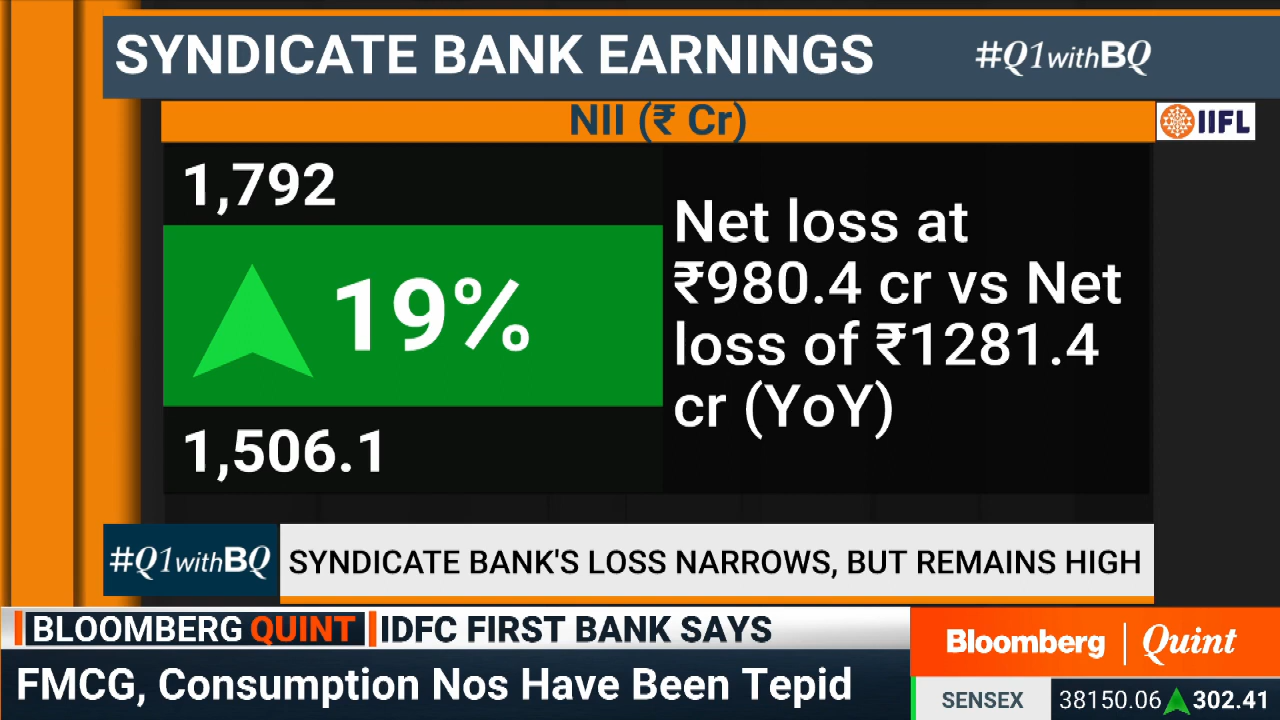 SYNDICATE BANK EARNINGS
#Q1withBQ
NII (₹ Cr)
IIFL
1,792
19%
1,506.1
Net loss at
₹980.4 cr vs Net
loss of ₹1281.4
cr (YoY)
#Q1withBQ
SYNDICATE BANK'S LOSS NARROWS, BUT REMAINS HIGH
BLOOMBERG QUINT
IDFC FIRST BANK SAYS
FMCG, Consumption Nos Have Been Tepid
Bloomberg | Quint
SENSEX 38150.06 302.41